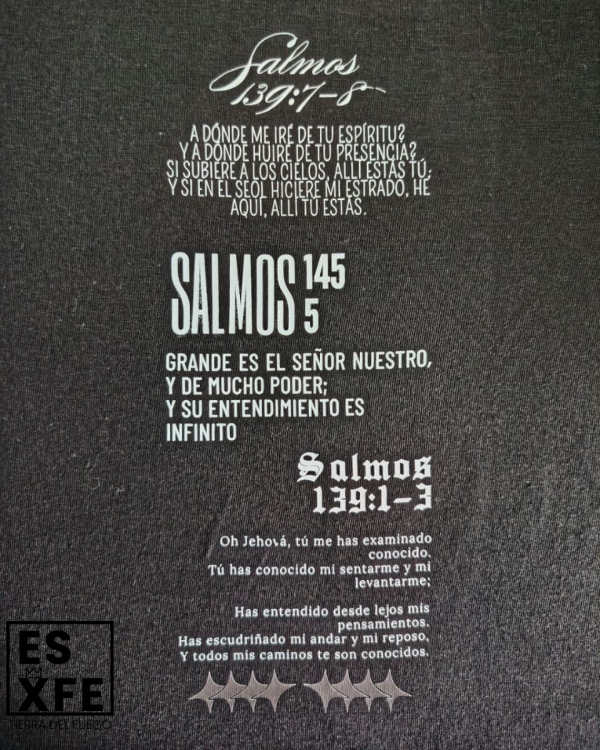 Salmos
139:7-8
A DÓNDE ME IRÉ DE TU ESPÍRITU?
Y A DÓNDE HUIRÉ DE TU PRESENCIA?
SI SUBIERE A LOS CIELOS, ALLÍ ESTÁS TÚ;
Y SI EN EL SEOL HICIERE MI ESTRADO, HE
AQUÍ, ALLÍ TÚ ESTÁS.
SALMOS 145
5
GRANDE ES EL SEÑOR NUESTRO,
Y DE MUCHO PODER;
Y SU ENTENDIMIENTO ES
INFINITO
Salmos
139:1-3
Oh Jehová, tú me has examinado
conocido.
Tú has conocido mi sentarme y mi
levantarme;
Has entendido desde lejos mis
pensamientos.
Has escudriñado mi andar y mi reposo,
Y todos mis caminos te son conocidos.
ES
XFE
TIERRA DEL FUEGO